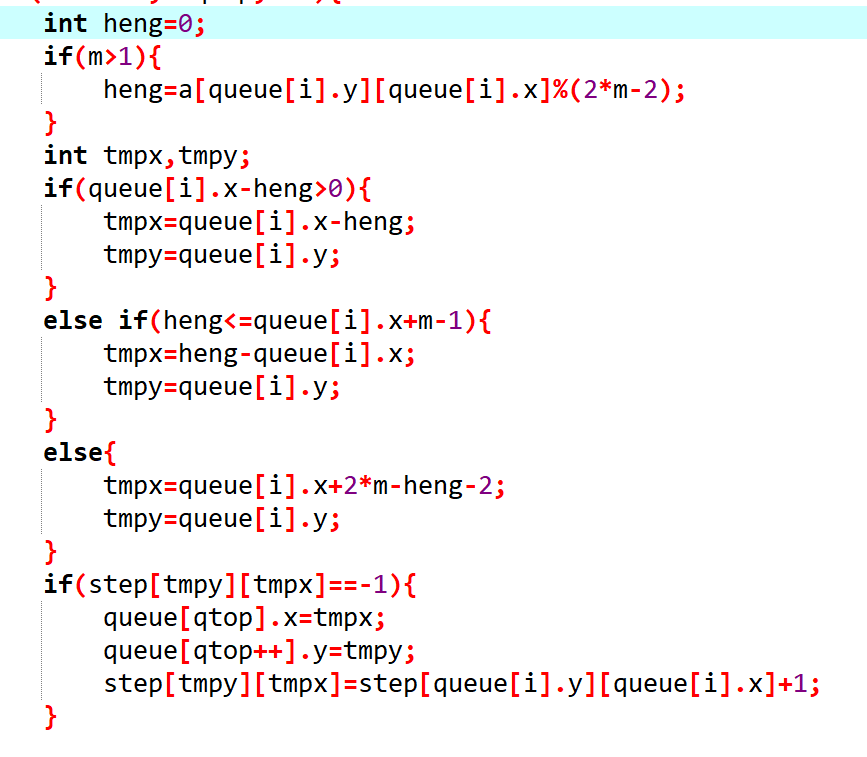 int heng=0;
if(m>1){
heng=a[queue[i].y][queue[i].x]%(2*m-2);
}
int tmpx,tmpy;
if(queue[i].x-heng>0){
tmpx=queue[i].x-heng;
tmpy=queue[i].y;
}
else if(heng<=queue[i].x+m-1){
tmpx=heng-queue[i].x;
tmpy=queue[i].y;
}
else{
tmpx=queue[i].x+2*m-heng-2;
tmpy=queue[i].y;
}
if(step[tmpy][tmpx]==-1){
queue[qtop].x=tmpx;
queue[qtop++].y=tmpy;
step[tmpy][tmpx]=step[queue[i].y][queue[i].x]+1;
}